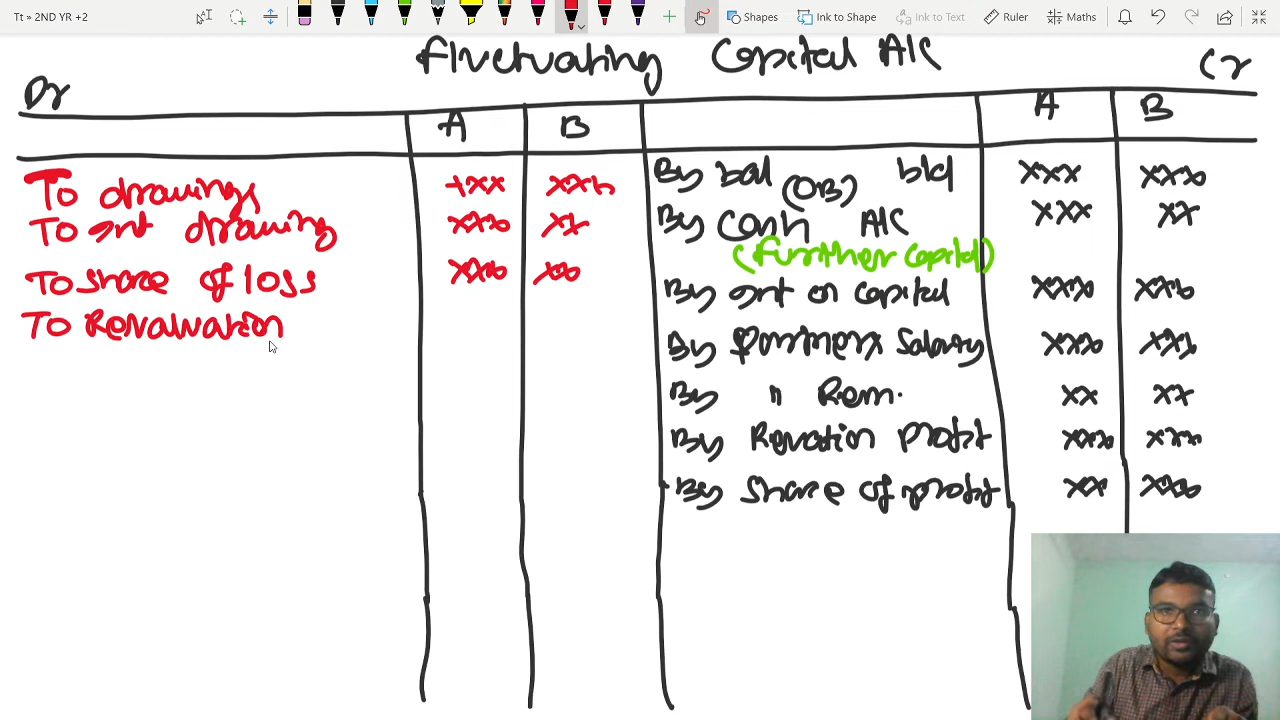 Tt » 2ND YR +2
Shapes
Ink to Shape
Ink to Text
Ruler
Maths
Fluctuating Capital A/C
Dr
Cr
A B A B
To drawings xxx xxx
To Int drawing xxx xx
To share of loss xxx xx
To Revaluation
By bal b/d xxx xxx
(OB)
By Cash A/C xxx xx
(further capital)
By Int on capital xxx xxx
By partners salary xxx xxx
By " Rem. xx xx
By Revation profit xxx xxx
By share of profit xx xxx